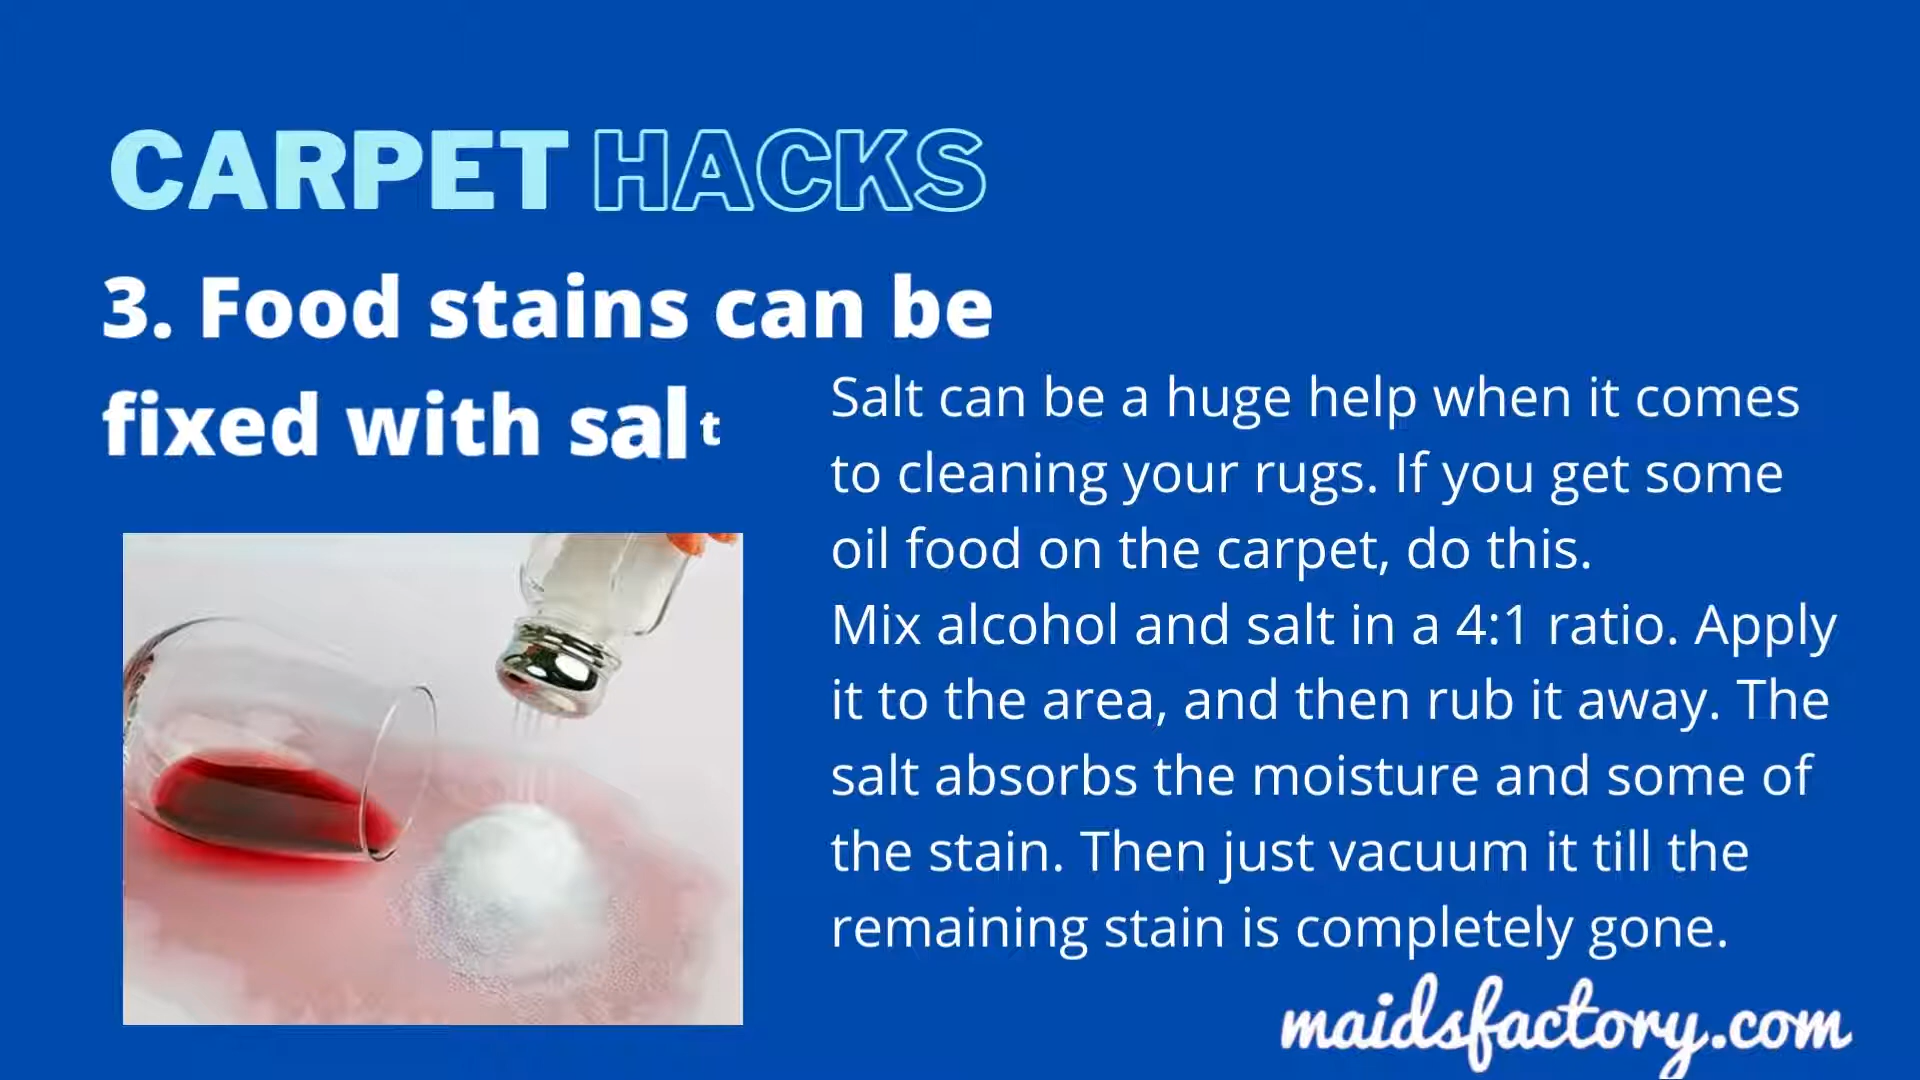 CARPET HACKS
3. Food stains can be
fixed with salt
Salt can be a huge help when it comes
to cleaning your rugs. If you get some
oil food on the carpet, do this.
Mix alcohol and salt in a 4:1 ratio. Apply
it to the area, and then rub it away. The
salt absorbs the moisture and some of
the stain. Then just vacuum it till the
remaining stain is completely gone.
maidsfactory.com